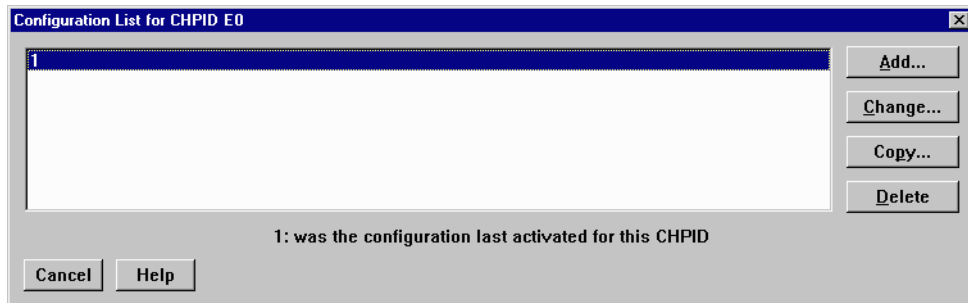 Configuration List for CHPID E0
1
Add...
Change...
Copy...
Delete
1: was the configuration last activated for this CHPID
Cancel Help